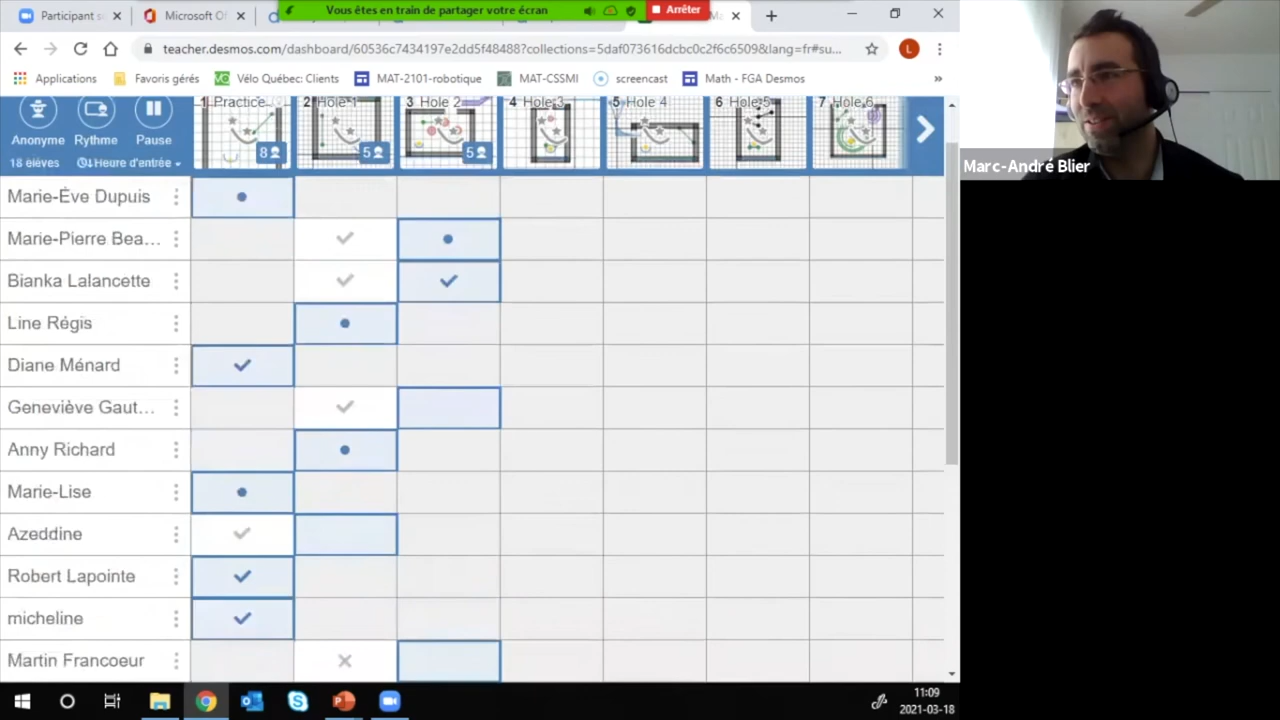 Participant s
Microsoft Of
Vous êtes en train de partager votre écran
Arrêter
teacher.desmos.com/dashboard/60536c7434197e2dd5f48488?collections=5daf073616dcbc0c2f6c6509&lang=fr#su...
L
Applications
Favoris gérés
Vélo Québec: Clients
MAT-2101-robotique
MAT-CSSMI
screencast
Math - FGA Desmos
»
Anonyme
Rythme
Pause
18 élèves
Heure d'entrée
1 Practice...
2 Hole 1
3 Hole 2
4 Hole 3
5 Hole 4
6 Hole 5
7 Hole 6
8
5
5
Marie-Ève Dupuis
Marie-Pierre Bea...
Bianka Lalancette
Line Régis
Diane Ménard
Geneviève Gaut...
Anny Richard
Marie-Lise
Azeddine
Robert Lapointe
micheline
Martin Francoeur
Marc-André Blier
11:09
2021-03-18